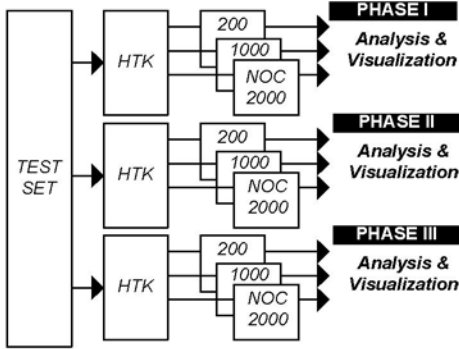 PHASE I
200
1000
HTK
NOC
2000
Analysis &
Visualization
PHASE II
200
1000
HTK
NOC
2000
Analysis &
Visualization
TEST
SET
PHASE III
200
1000
HTK
NOC
2000
Analysis &
Visualization